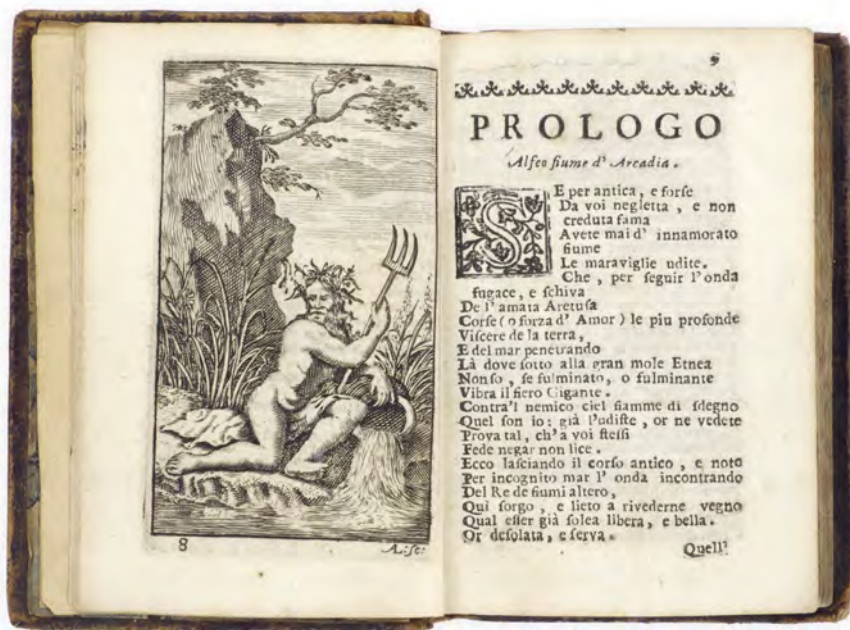 8
A. sc:
9
PROLOGO
Alfeo fiume d' Arcadia.
SE per antica, e forſe
Da voi negletta, e non
creduta fama
Avete mai d' innamorato
fiume
Le maraviglie udite.
Che, per ſeguir l'onda
fugace, e ſchiva
De l'amata Aretuſa
Corſe (o forza d' Amor) le piu profonde
Viſcere de la terra,
E del mar penetrando
Là dove ſotto alla gran mole Etnea
Non ſo, ſe fulminato, o fulminante
Vibra il fiero Gigante.
Contra'l nemico ciel fiamme di ſdegno
Quel ſon io: già l'udiſte, or ne vedete
Prova tal, ch'a voi ſteſſi
Fede negar non lice.
Ecco laſciando il corſo antico, e noto
Per incognito mar l' onda incontrando
Del Re de fiumi altero,
Qui ſorgo, e lieto a rivederne vegno
Qual eſſer già ſolea libera, e bella.
Or deſolata, e ſerva.
Quell'